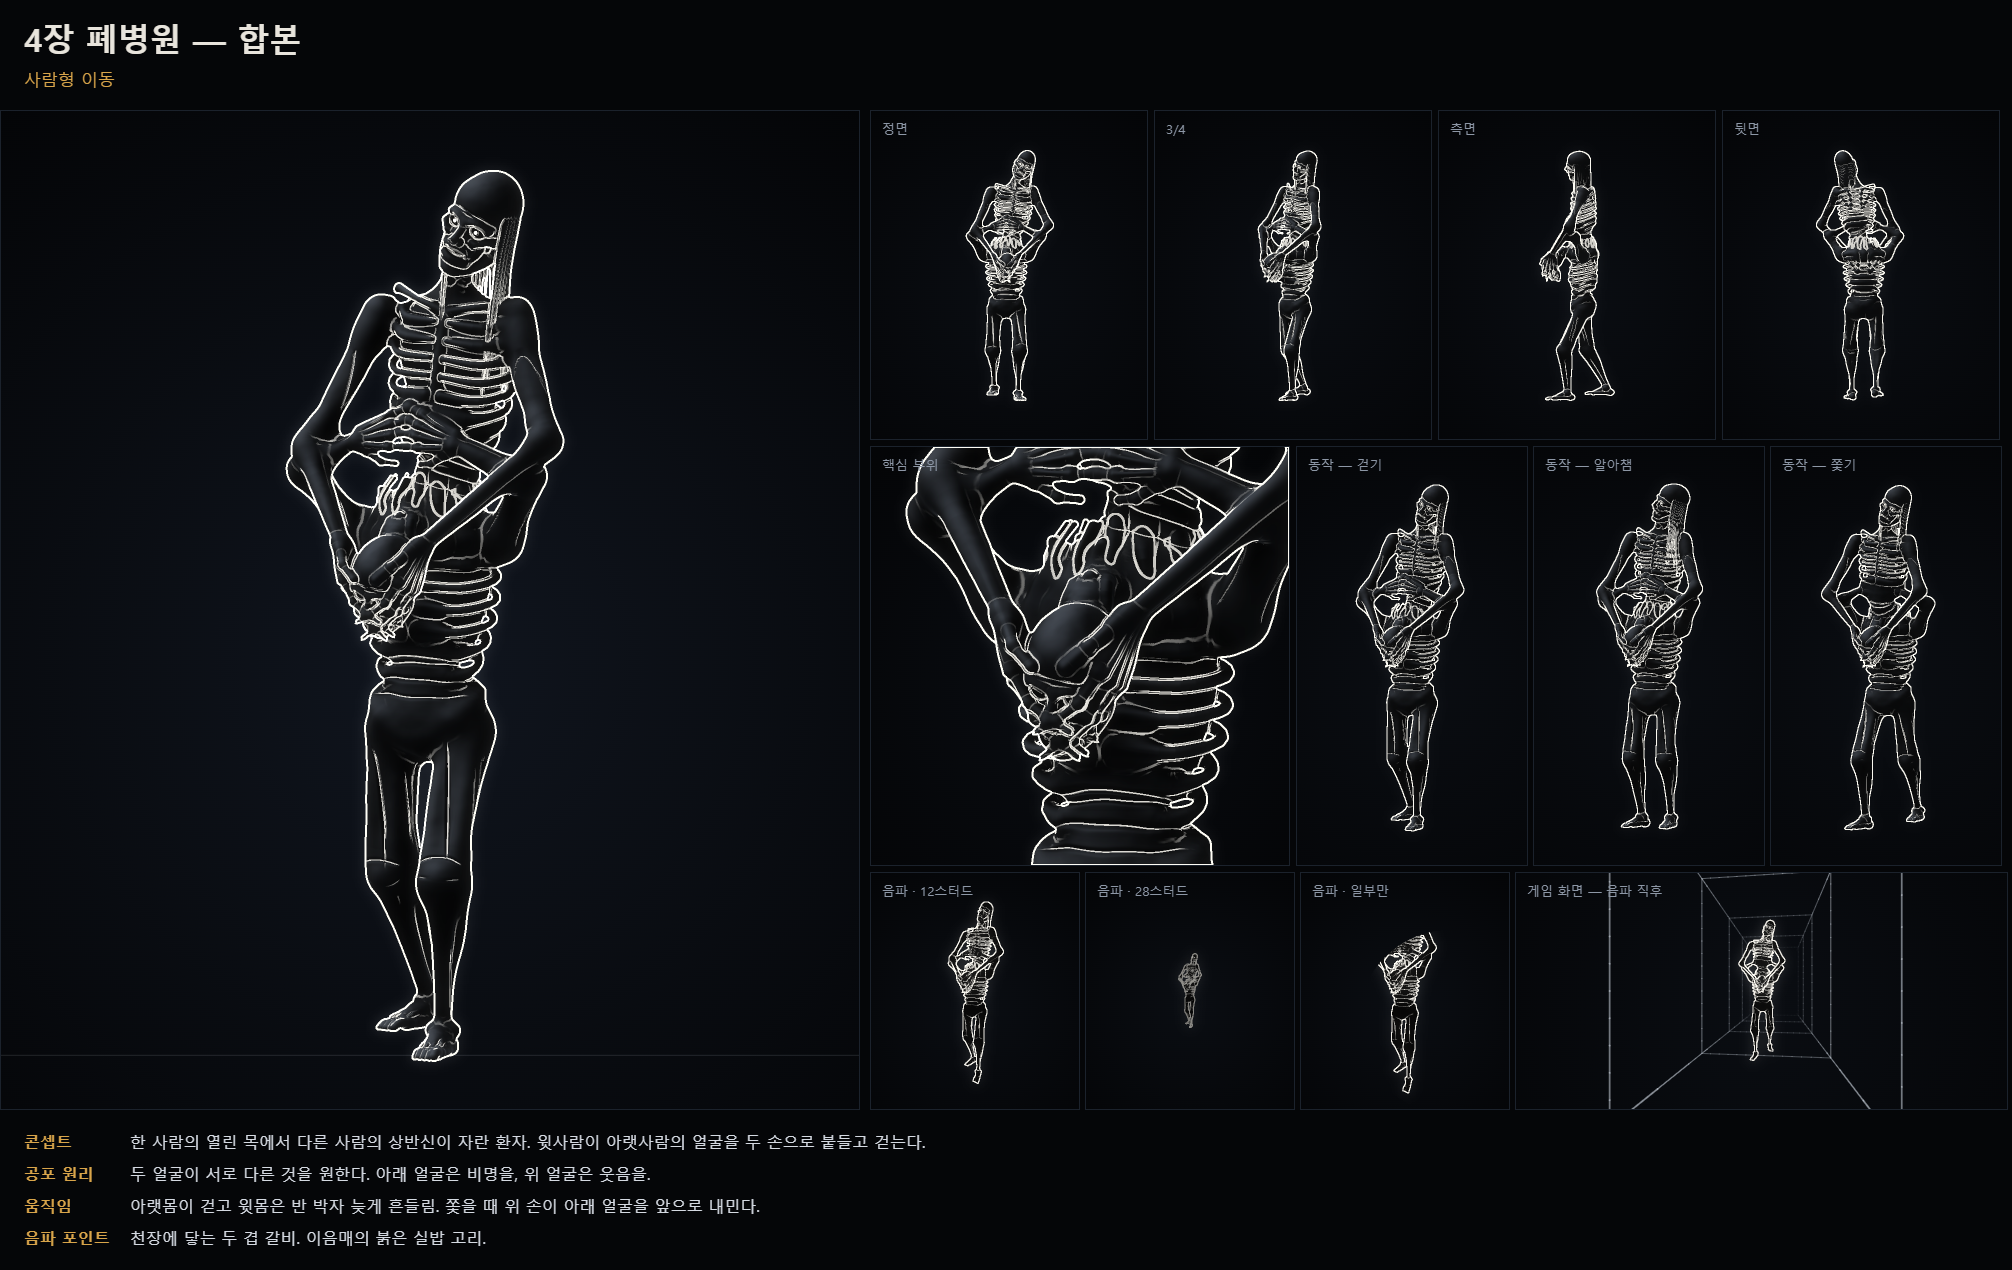 4장 폐병원 — 합본
사람형 이동
정면
3/4
측면
뒷면
핵심 부위
동작 — 걷기
동작 — 알아챔
동작 — 쫓기
음파 · 12스터드
음파 · 28스터드
음파 · 일부만
게임 화면 — 음파 직후
콘셉트 한 사람의 열린 목에서 다른 사람의 상반신이 자란 환자. 윗사람이 아랫사람의 얼굴을 두 손으로 붙들고 걷는다.
공포 원리 두 얼굴이 서로 다른 것을 원한다. 아래 얼굴은 비명을, 위 얼굴은 웃음을.
움직임 아랫몸이 걷고 윗몸은 반 박자 늦게 흔들림. 쫓을 때 위 손이 아래 얼굴을 앞으로 내민다.
음파 포인트 천장에 닿는 두 겹 갈비. 이음매의 붉은 실밥 고리.